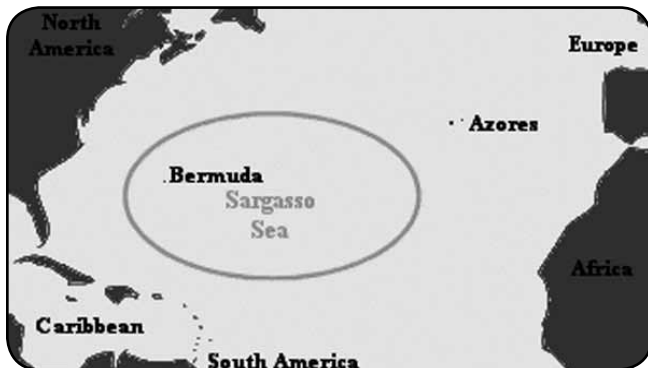 North
America
Europe
Azores
Bermuda
Sargasso
Sea
Africa
Caribbean
South America